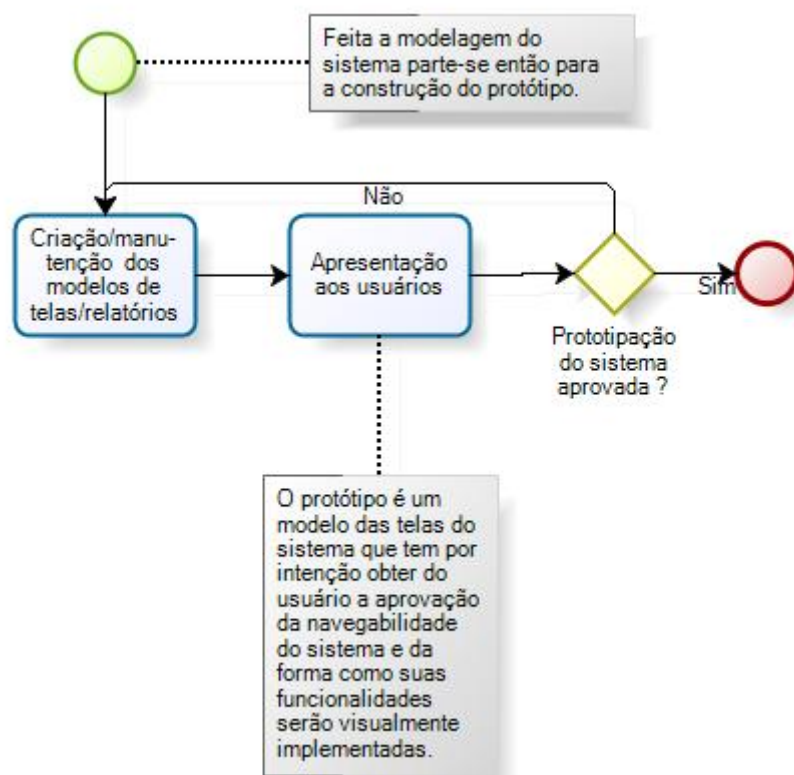 Feita a modelagem do
sistema parte-se então para
a construção do protótipo.
Não
Criação/manu-
tenção dos
modelos de
telas/relatórios
Apresentação
aos usuários
Sim
Prototipação
do sistema
aprovada ?
O protótipo é um
modelo das telas do
sistema que tem por
intenção obter do
usuário a aprovação
da navegabilidade
do sistema e da
forma como suas
funcionalidades
serão visualmente
implementadas.